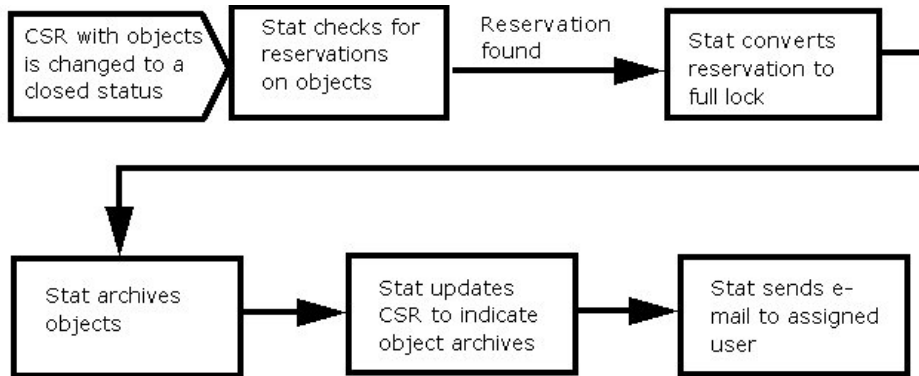 CSR with objects
is changed to a
closed status
Stat checks for
reservations
on objects
Reservation
found
Stat converts
reservation to
full lock
Stat archives
objects
Stat updates
CSR to indicate
object archives
Stat sends e-
mail to assigned
user